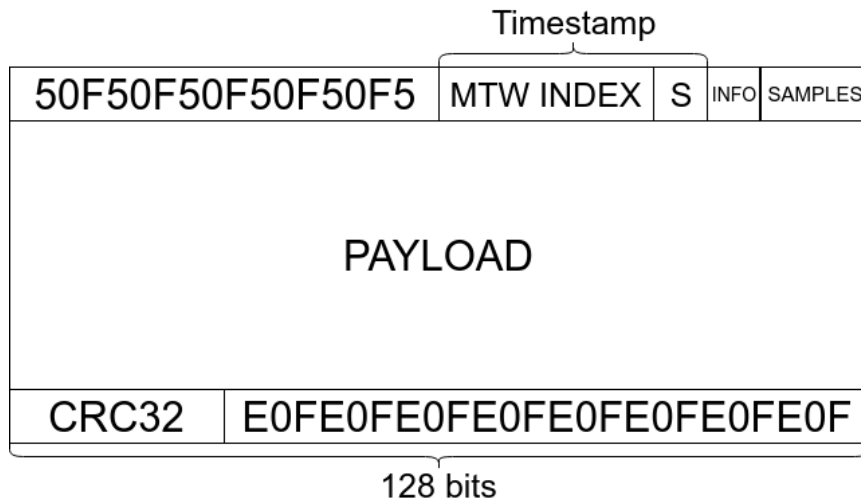 Timestamp
50F50F50F50F50F5 MTW INDEX S INFO SAMPLES
PAYLOAD
CRC32 E0FE0FE0FE0FE0FE0FE0FE0F
128 bits